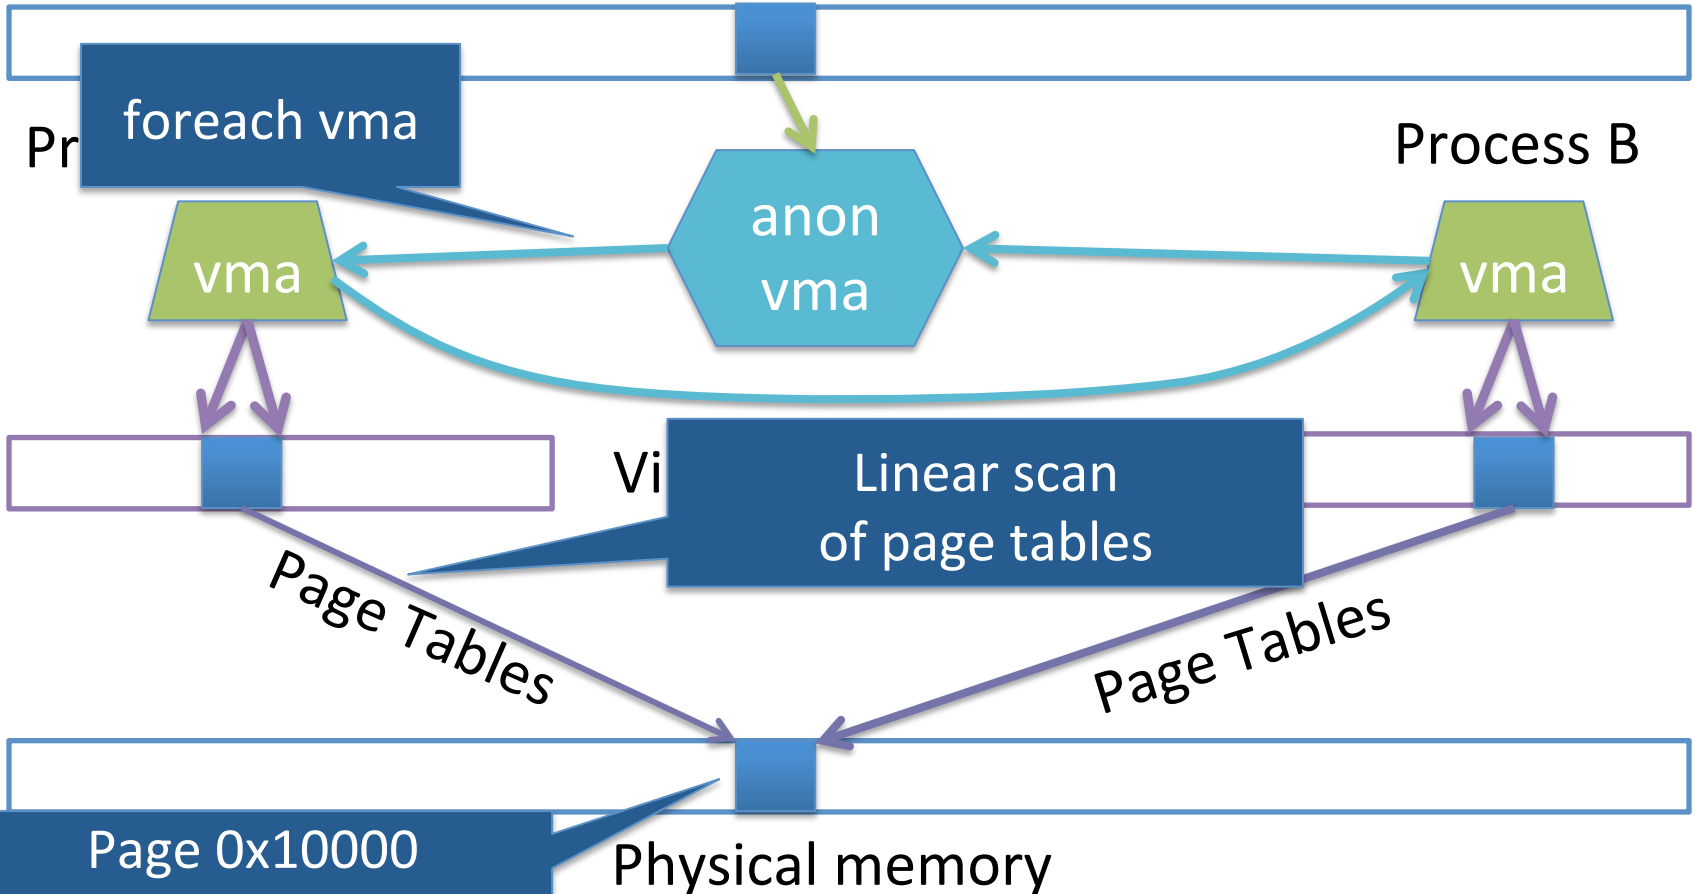 foreach vma
Pr
Process B
anon
vma
vma
vma
Vi
Linear scan
of page tables
Page Tables
Page Tables
Page 0x10000
Physical memory